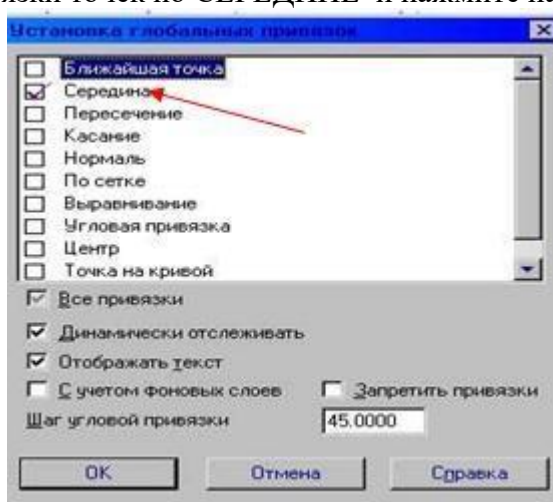 зки точек по СЕРЕДИНЕ и нажмите на
Установка глобальных привязок
Ближайшая точка
Середина
Пересечение
Касание
Нормаль
По сетке
Выравнивание
Угловая привязка
Центр
Точка на кривой
Все привязки
Динамически отслеживать
Отображать текст
С учетом фоновых слоев Запретить привязки
Шаг угловой привязки 45.0000
OK Отмена Справка